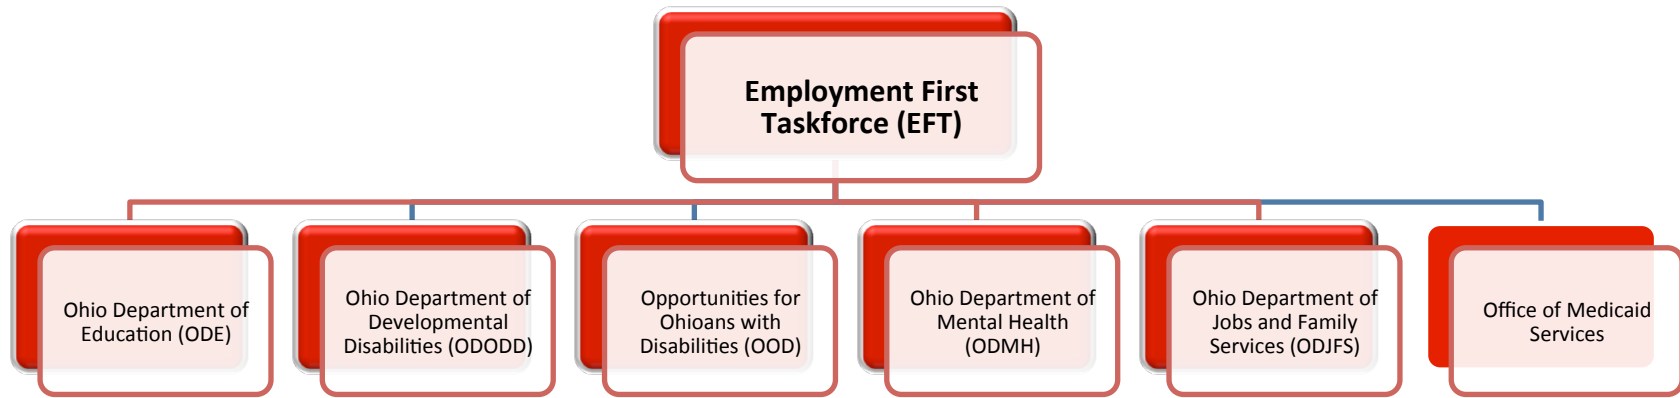 Employment First
Taskforce (EFT)
Ohio Department of
Education (ODE)
Ohio Department of
Developmental
Disabilities (ODODD)
Opportunities for
Ohioans with
Disabilities (OOD)
Ohio Department of
Mental Health
(ODMH)
Ohio Department of
Jobs and Family
Services (ODJFS)
Office of Medicaid
Services